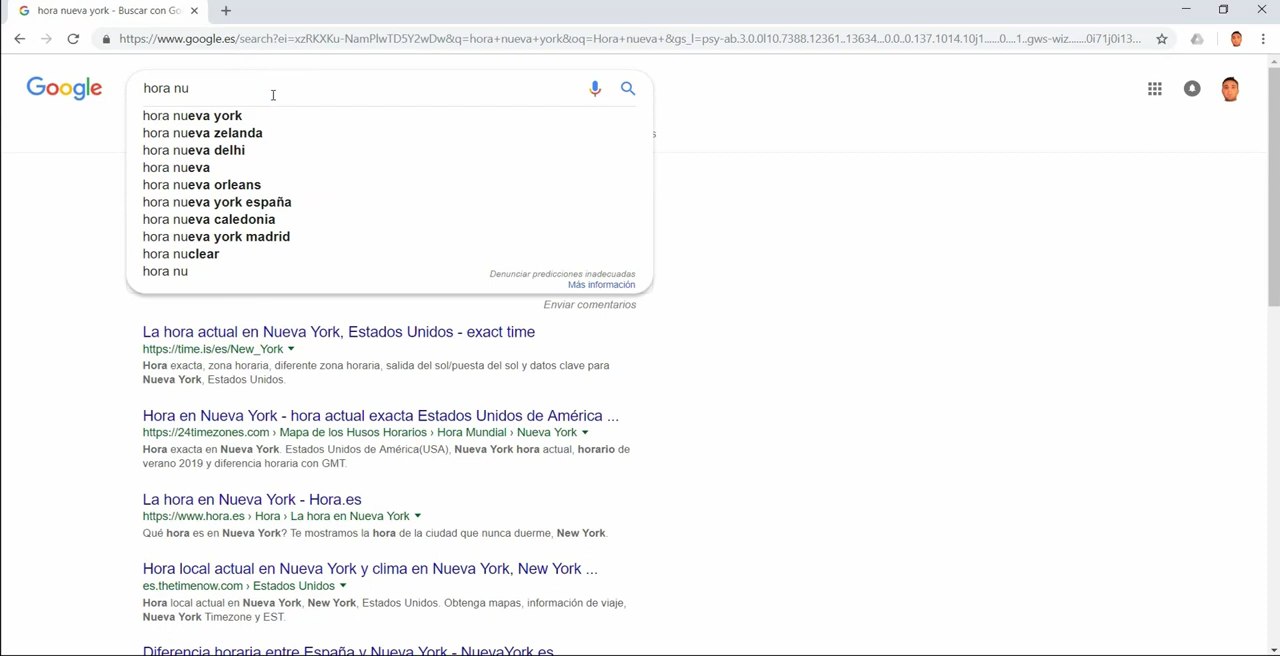 hora nueva york - Buscar con Go
https://www.google.es/search?ei=xzRKXKu-NamPlwTD5Y2wDw&q=hora+nueva+york&oq=Hora+nueva+&gs_l=psy-ab.3.0.0l10.7388.12361..13634...0.0..0.137.1014.10j1......0....1..gws-wiz.......0i71j0i13...
Google
hora nu
hora nueva york
hora nueva zelanda
hora nueva delhi
hora nueva
hora nueva orleans
hora nueva york españa
hora nueva caledonia
hora nueva york madrid
hora nuclear
hora nu
Denunciar predicciones inadecuadas
Más información
Enviar comentarios
La hora actual en Nueva York, Estados Unidos - exact time
https://time.is/es/New_York
Hora exacta, zona horaria, diferente zona horaria, salida del sol/puesta del sol y datos clave para
Nueva York, Estados Unidos.
Hora en Nueva York - hora actual exacta Estados Unidos de América ...
https://24timezones.com › Mapa de los Husos Horarios › Hora Mundial › Nueva York
Hora exacta en Nueva York. Estados Unidos de América(USA), Nueva York hora actual, horario de
verano 2019 y diferencia horaria con GMT.
La hora en Nueva York - Hora.es
https://www.hora.es › Hora › La hora en Nueva York
Qué hora es en Nueva York? Te mostramos la hora de la ciudad que nunca duerme, New York.
Hora local actual en Nueva York y clima en Nueva York, New York ...
es.thetimenow.com › Estados Unidos
Hora local actual en Nueva York, New York, Estados Unidos. Obtenga mapas, información de viaje,
Nueva York Timezone y EST.
Diferencia horaria entre España y Nueva York - NuevaYork.es